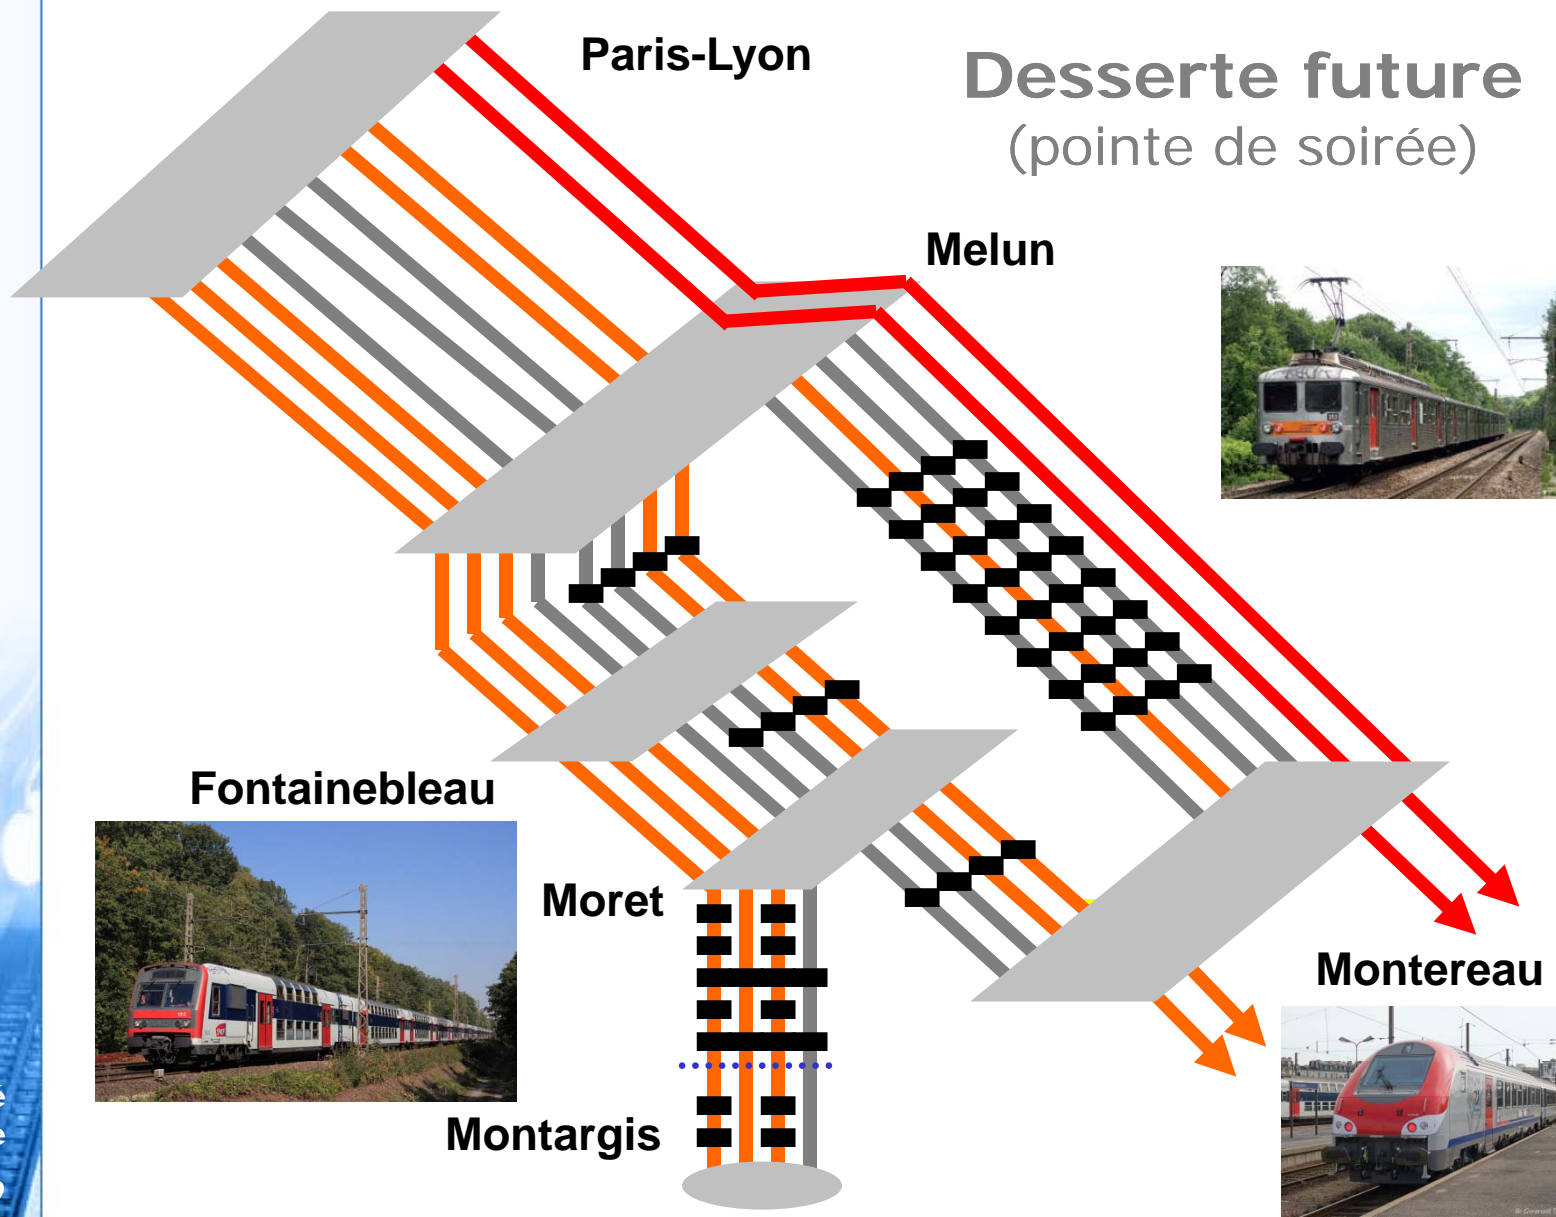 Paris-Lyon
Desserte future
(pointe de soirée)
Melun
Fontainebleau
Moret
Montereau
Montargis